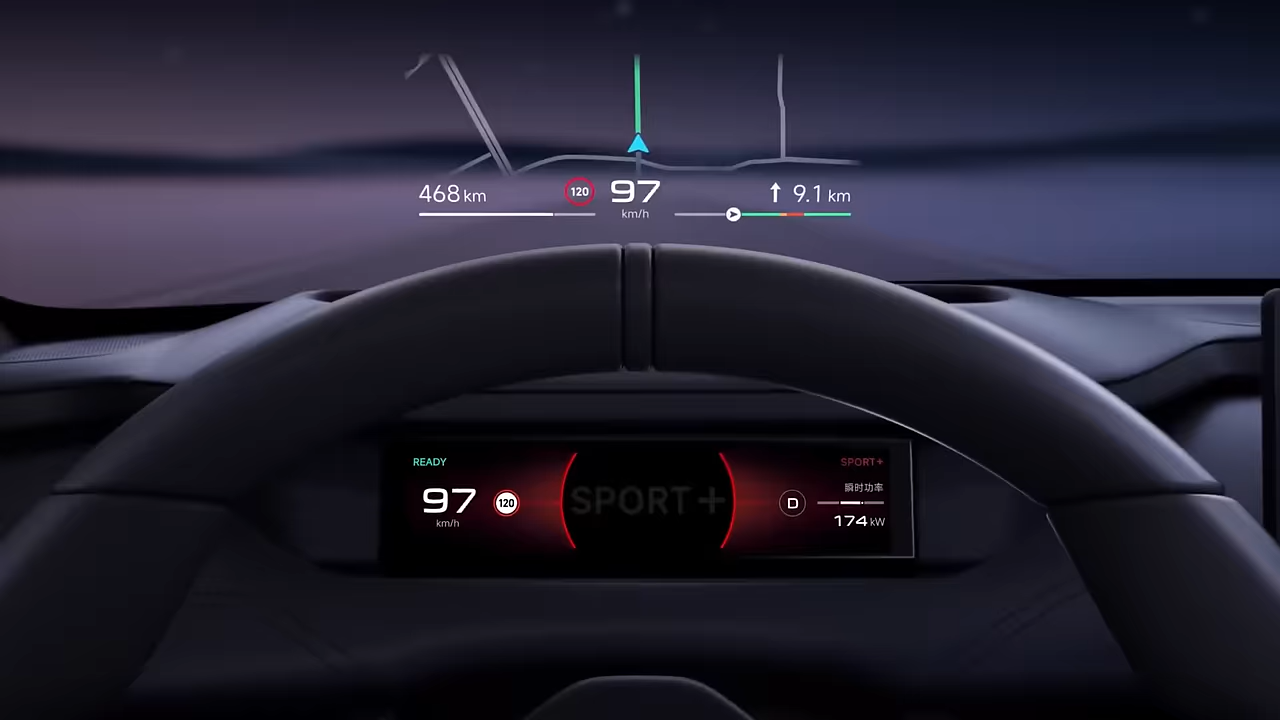 468 km
120
97
km/h
9.1 km
READY
97
km/h
120
SPORT+
D
SPORT+
瞬时功率
174 kW